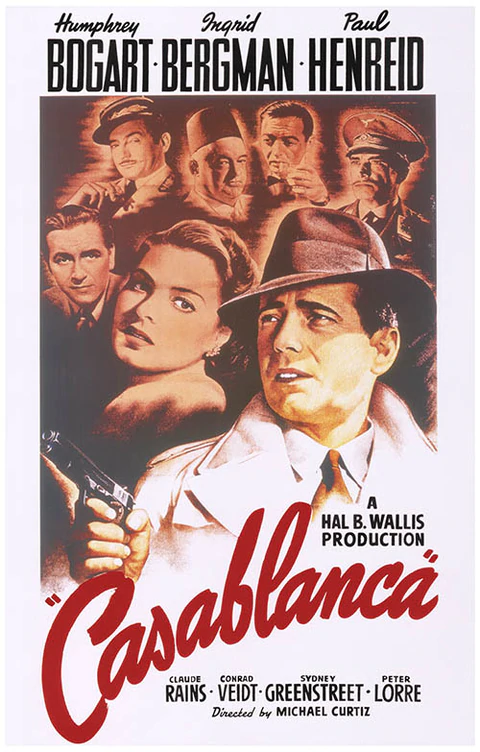 Humphrey Ingrid Paul
BOGART · BERGMAN · HENREID
A
HAL B. WALLIS
PRODUCTION
"Casablanca"
CLAUDE CONRAD SYDNEY PETER
RAINS · VEIDT · GREENSTREET · LORRE
Directed by MICHAEL CURTIZ